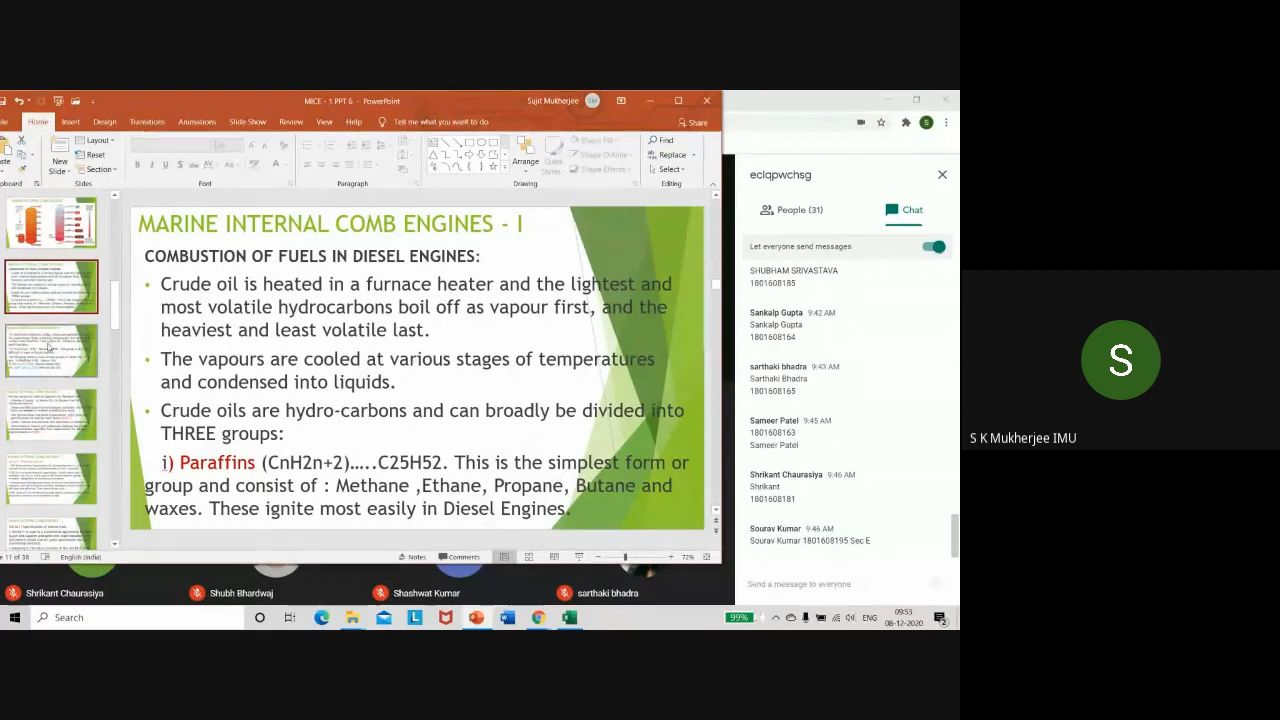 MICE - 1 PPT 6 - PowerPoint
Sujit Mukherjee
SM
Home Insert Design Transitions Animations Slide Show Review View Help Tell me what you want to do Share
New
Slide
Layout
Reset
Section
Slides
Font
Paragraph
Arrange
Quick
Styles
Shape Fill
Shape Outline
Shape Effects
Drawing
Find
Replace
Select
Editing
MARINE INTERNAL COMB ENGINES - I
COMBUSTION OF FUELS IN DIESEL ENGINES:
• Crude oil is heated in a furnace heater and the lightest and
most volatile hydrocarbons boil off as vapour first, and the
heaviest and least volatile last.
• The vapours are cooled at various stages of temperatures
and condensed into liquids.
• Crude oil are hydro-carbons and can broadly be divided into
THREE groups:
i) Paraffins (CnH2n+2)…..C25H52. This is the simplest form or
group and consist of : Methane ,Ethane, Propane, Butane and
waxes. These ignite most easily in Diesel Engines.
11 of 38
English (India)
Notes
Comments
72%
Shrikant Chaurasiya
Shubh Bhardwaj
Shashwat Kumar
sarthaki bhadra
Search
99%
ENG
09:53
08-12-2020
2
S
eclqpwchsg
People (31)
Chat
Let everyone send messages
SHUBHAM SRIVASTAVA
1801608185
Sankalp Gupta 9:42 AM
Sankalp Gupta
1801608164
sarthaki bhadra 9:43 AM
Sarthaki Bhadra
1801608165
Sameer Patel 9:45 AM
1801608163
Sameer Patel
Shrikant Chaurasiya 9:46 AM
Shrikant
1801608181
Sourav Kumar 9:46 AM
Sourav Kumar 1801608195 Sec E
Send a message to everyone
S
S K Mukherjee IMU